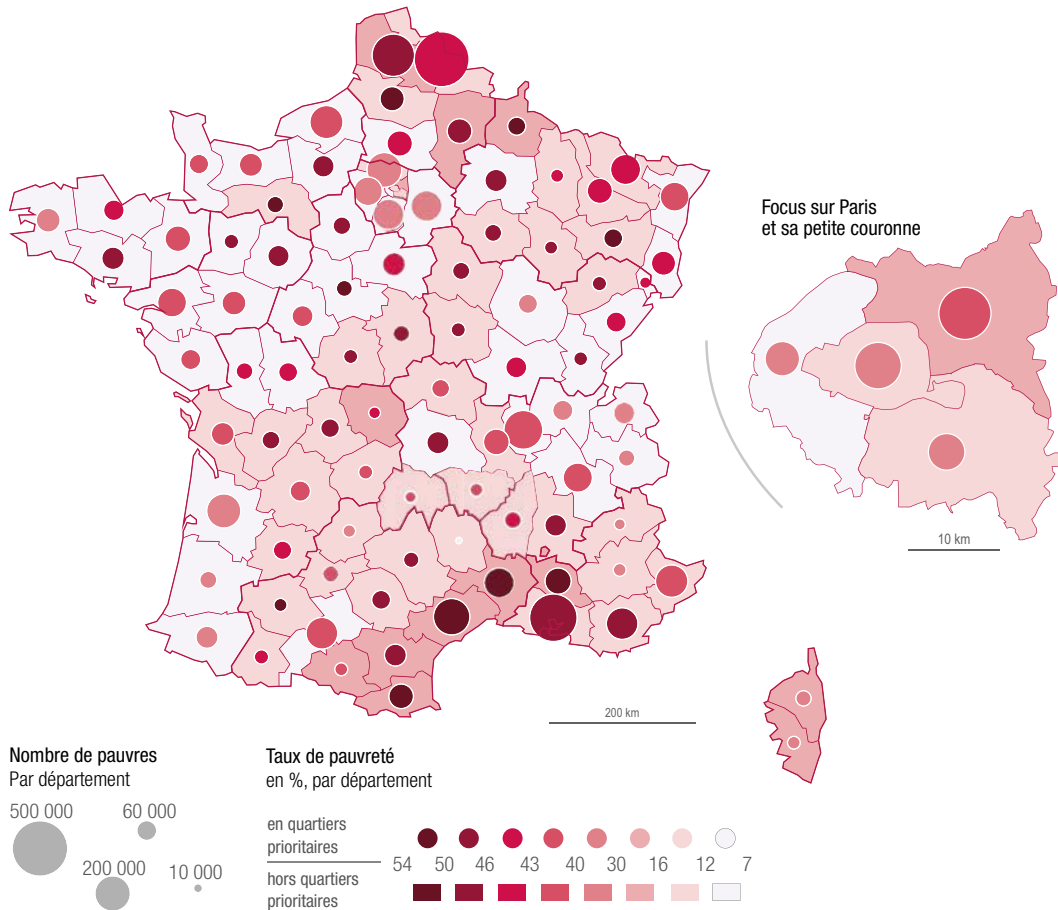 Focus sur Paris
et sa petite couronne
10 km
200 km
Nombre de pauvres
Par département
500 000
60 000
200 000
10 000
Taux de pauvreté
en %, par département
en quartiers
prioritaires
54 50 46 43 40 30 16 12 7
hors quartiers
prioritaires